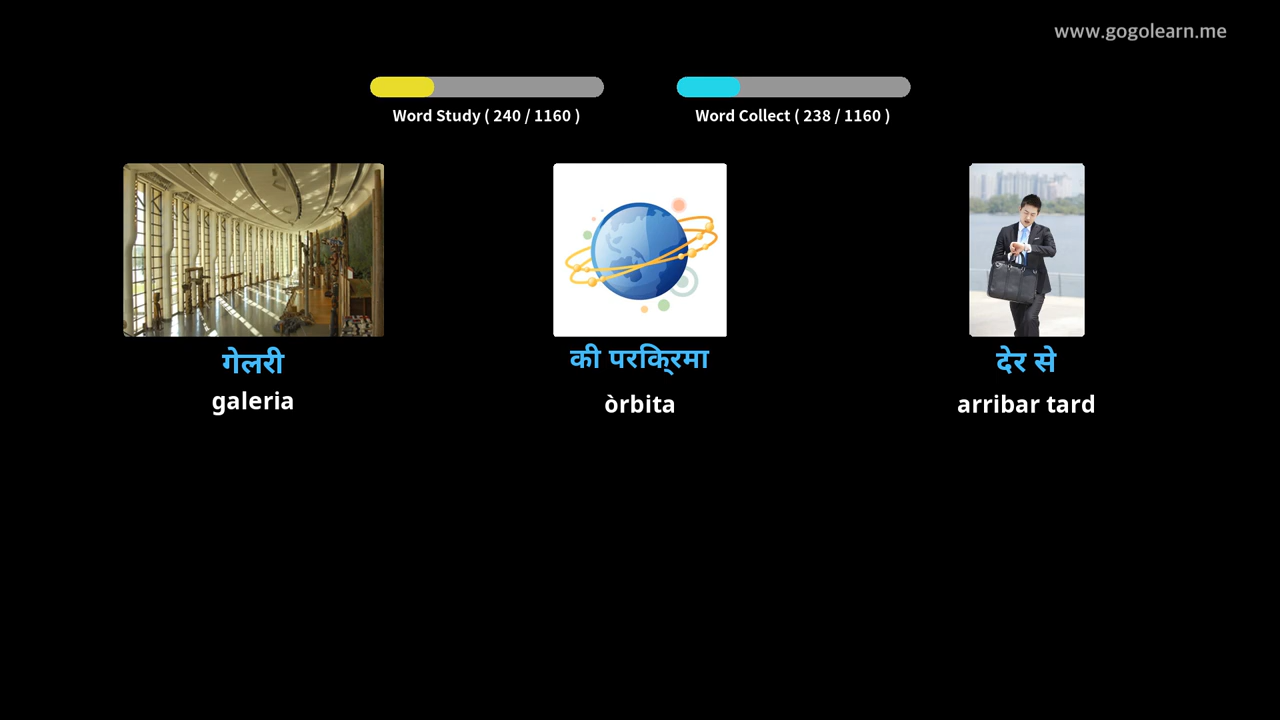 www.gogolearn.me
Word Study ( 240 / 1160 )
Word Collect ( 238 / 1160 )
गेलरी
की परिक्रमा
देर से
galeria
òrbita
arribar tard